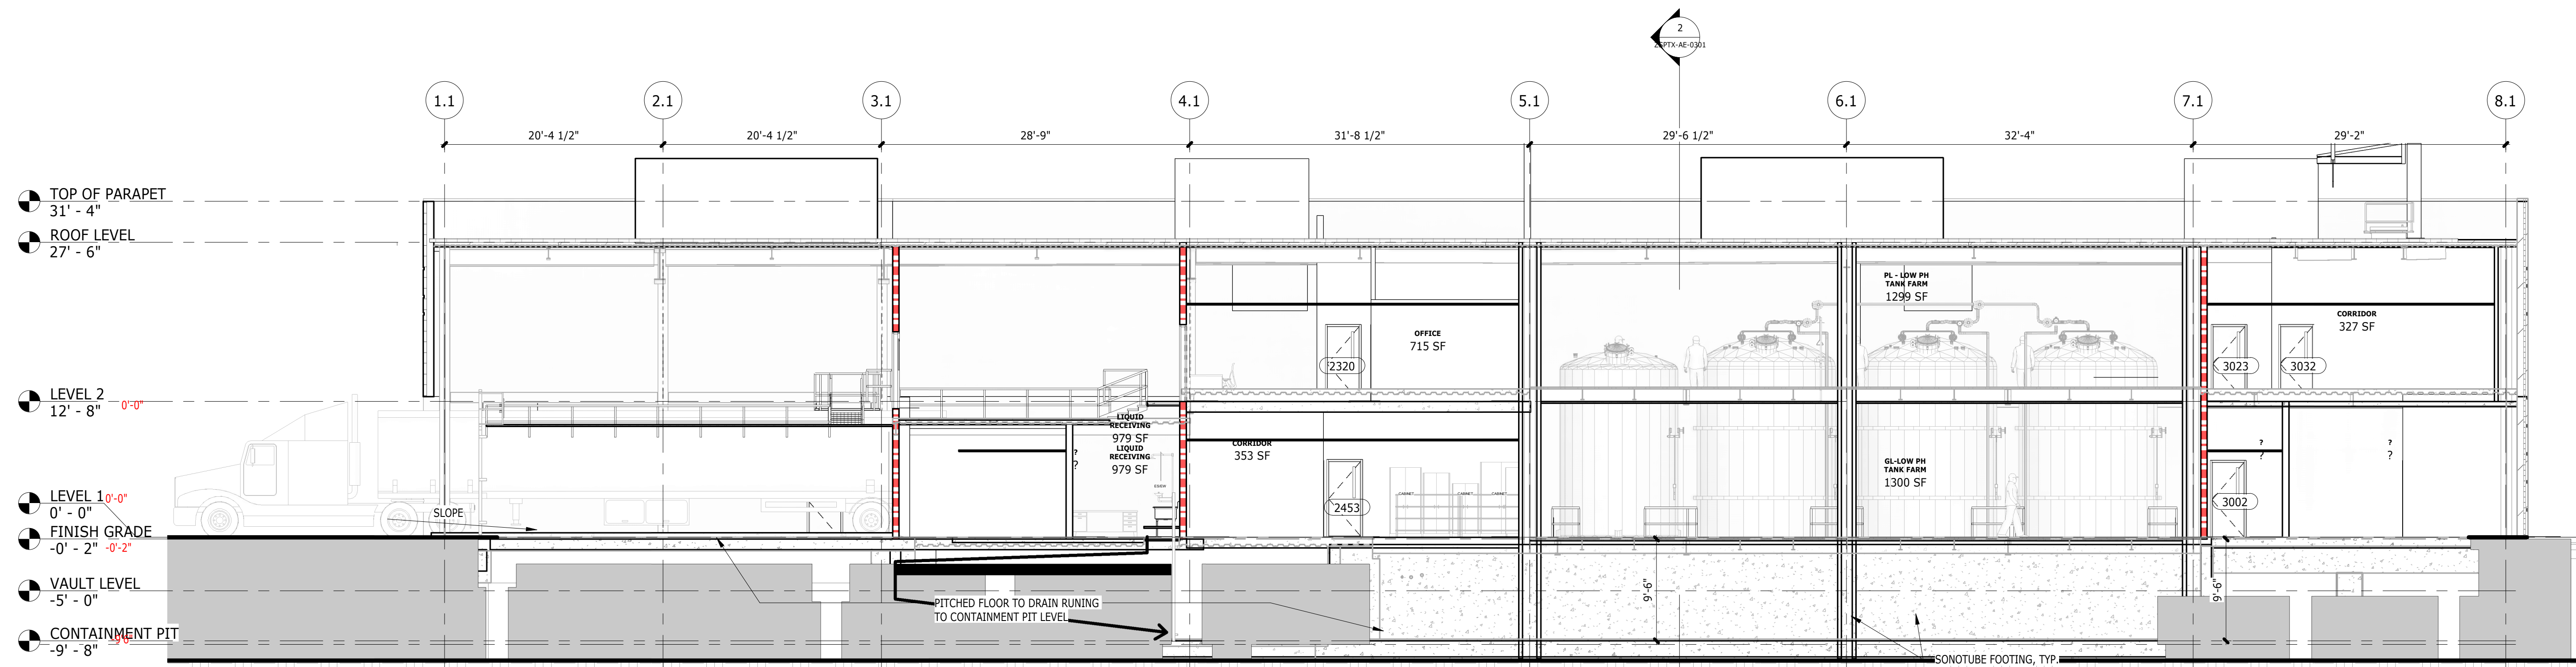 2
1.1
2.1
3.1
4.1
5.1
6.1
7.1
8.1
20'-4 1/2"
20'-4 1/2"
28'-9"
31'-8 1/2"
29'-6 1/2"
32'-4"
29'-2"
TOP OF PARAPET
31' - 4"
ROOF LEVEL
27' - 6"
PL - LOW PH
TANK FARM
1299 SF
CORRIDOR
327 SF
OFFICE
715 SF
2320
3023
3032
LEVEL 2
12' - 8"
0'-0"
LIQUID
RECEIVING
979 SF
LIQUID
RECEIVING
979 SF
CORRIDOR
353 SF
?
?
?
?
?
?
GL-LOW PH
TANK FARM
1300 SF
CABINET
CABINET
CABINET
2453
3002
LEVEL 1
0'-0"
0' - 0"
SLOPE
FINISH GRADE
-0' - 2"
-0'-2"
VAULT LEVEL
-5' - 0"
9'-6"
9'-6"
PITCHED FLOOR TO DRAIN RUNING
TO CONTAINMENT PIT LEVEL
CONTAINMENT PIT
-9' - 8"
SONOTUBE FOOTING, TYP.